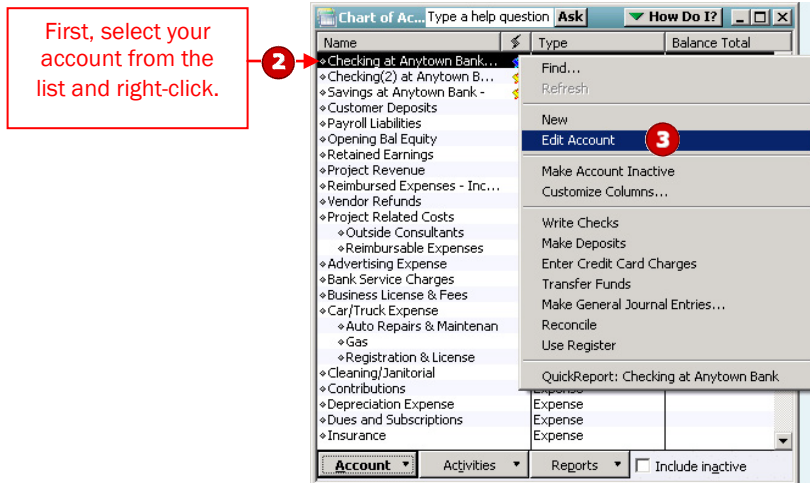 First, select your
account from the
list and right-click.
2
Chart of Ac... Type a help question Ask How Do I?
Name Type Balance Total
Checking at Anytown Bank...
Checking(2) at Anytown B...
Savings at Anytown Bank -
Customer Deposits
Payroll Liabilities
Opening Bal Equity
Retained Earnings
Project Revenue
Reimbursed Expenses - Inc...
Vendor Refunds
Project Related Costs
Outside Consultants
Reimbursable Expenses
Advertising Expense
Bank Service Charges
Business License & Fees
Car/Truck Expense
Auto Repairs & Maintenan
Gas
Registration & License
Cleaning/Janitorial
Contributions Expense
Depreciation Expense Expense
Dues and Subscriptions Expense
Insurance Expense
Find...
Refresh
New
Edit Account 3
Make Account Inactive
Customize Columns...
Write Checks
Make Deposits
Enter Credit Card Charges
Transfer Funds
Make General Journal Entries...
Reconcile
Use Register
QuickReport: Checking at Anytown Bank
Account Activities Reports Include inactive